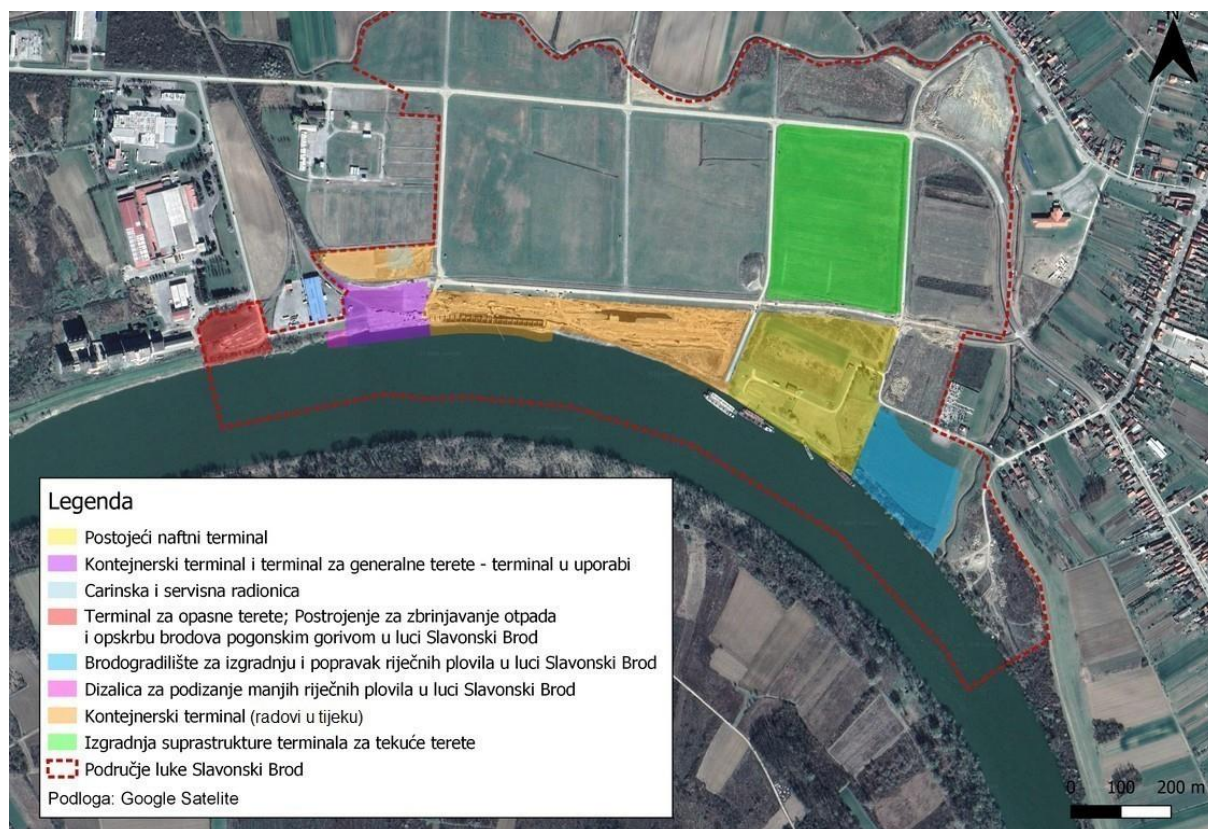 N
Legenda
Postojeći naftni terminal
Kontejnerski terminal i terminal za generalne terete - terminal u uporabi
Carinska i servisna radionica
Terminal za opasne terete; Postrojenje za zbrinjavanje otpada
i opskrbu brodova pogonskim gorivom u luci Slavonski Brod
Brodogradilište za izgradnju i popravak riječnih plovila u luci Slavonski Brod
Dizalica za podizanje manjih riječnih plovila u luci Slavonski Brod
Kontejnerski terminal (radovi u tijeku)
Izgradnja suprastrukture terminala za tekuće terete
Područje luke Slavonski Brod
Podloga: Google Satelite
0 100 200 m